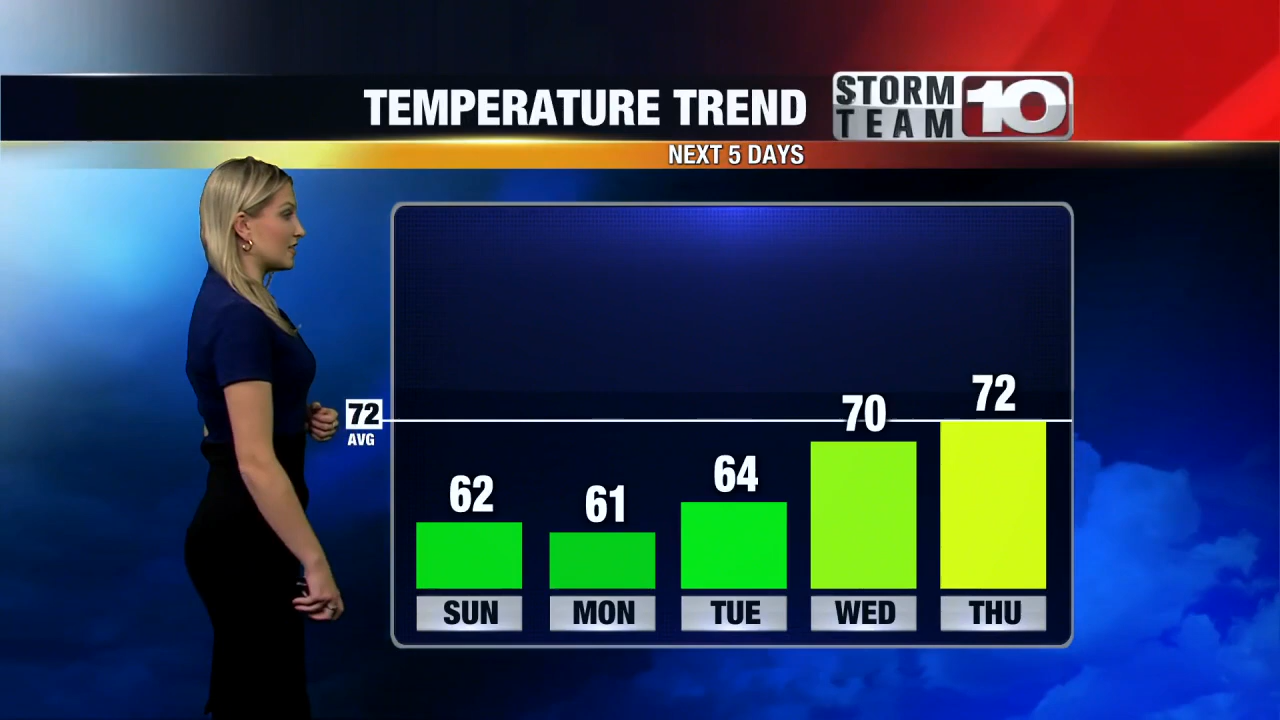 TEMPERATURE TREND
STORM
TEAM
10
NEXT 5 DAYS
72
AVG
62
61
64
70
72
SUN
MON
TUE
WED
THU